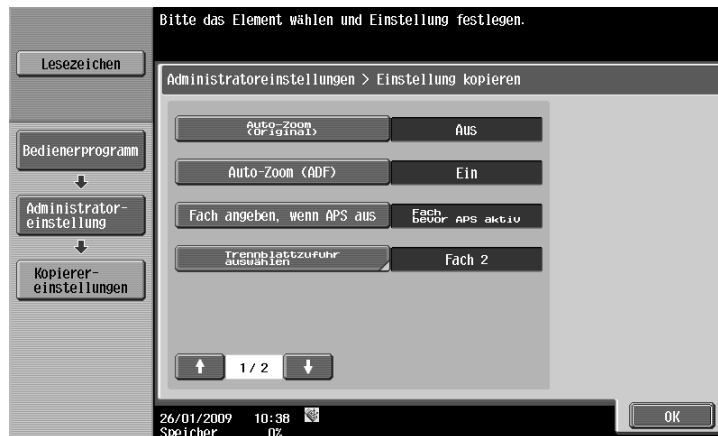 Bitte das Element wählen und Einstellung festlegen.
Lesezeichen
Administratoreinstellungen > Einstellung kopieren
Auto-Zoom
(Original)
Aus
Bedienerprogramm
Auto-Zoom (ADF)
Ein
Administrator-
einstellung
Fach angeben, wenn APS aus
Fach
bevor APS aktiv
Kopierer-
einstellungen
Trennblattzufuhr
auswählen
Fach 2
1/ 2
26/01/2009 10:38
Speicher 0%
OK